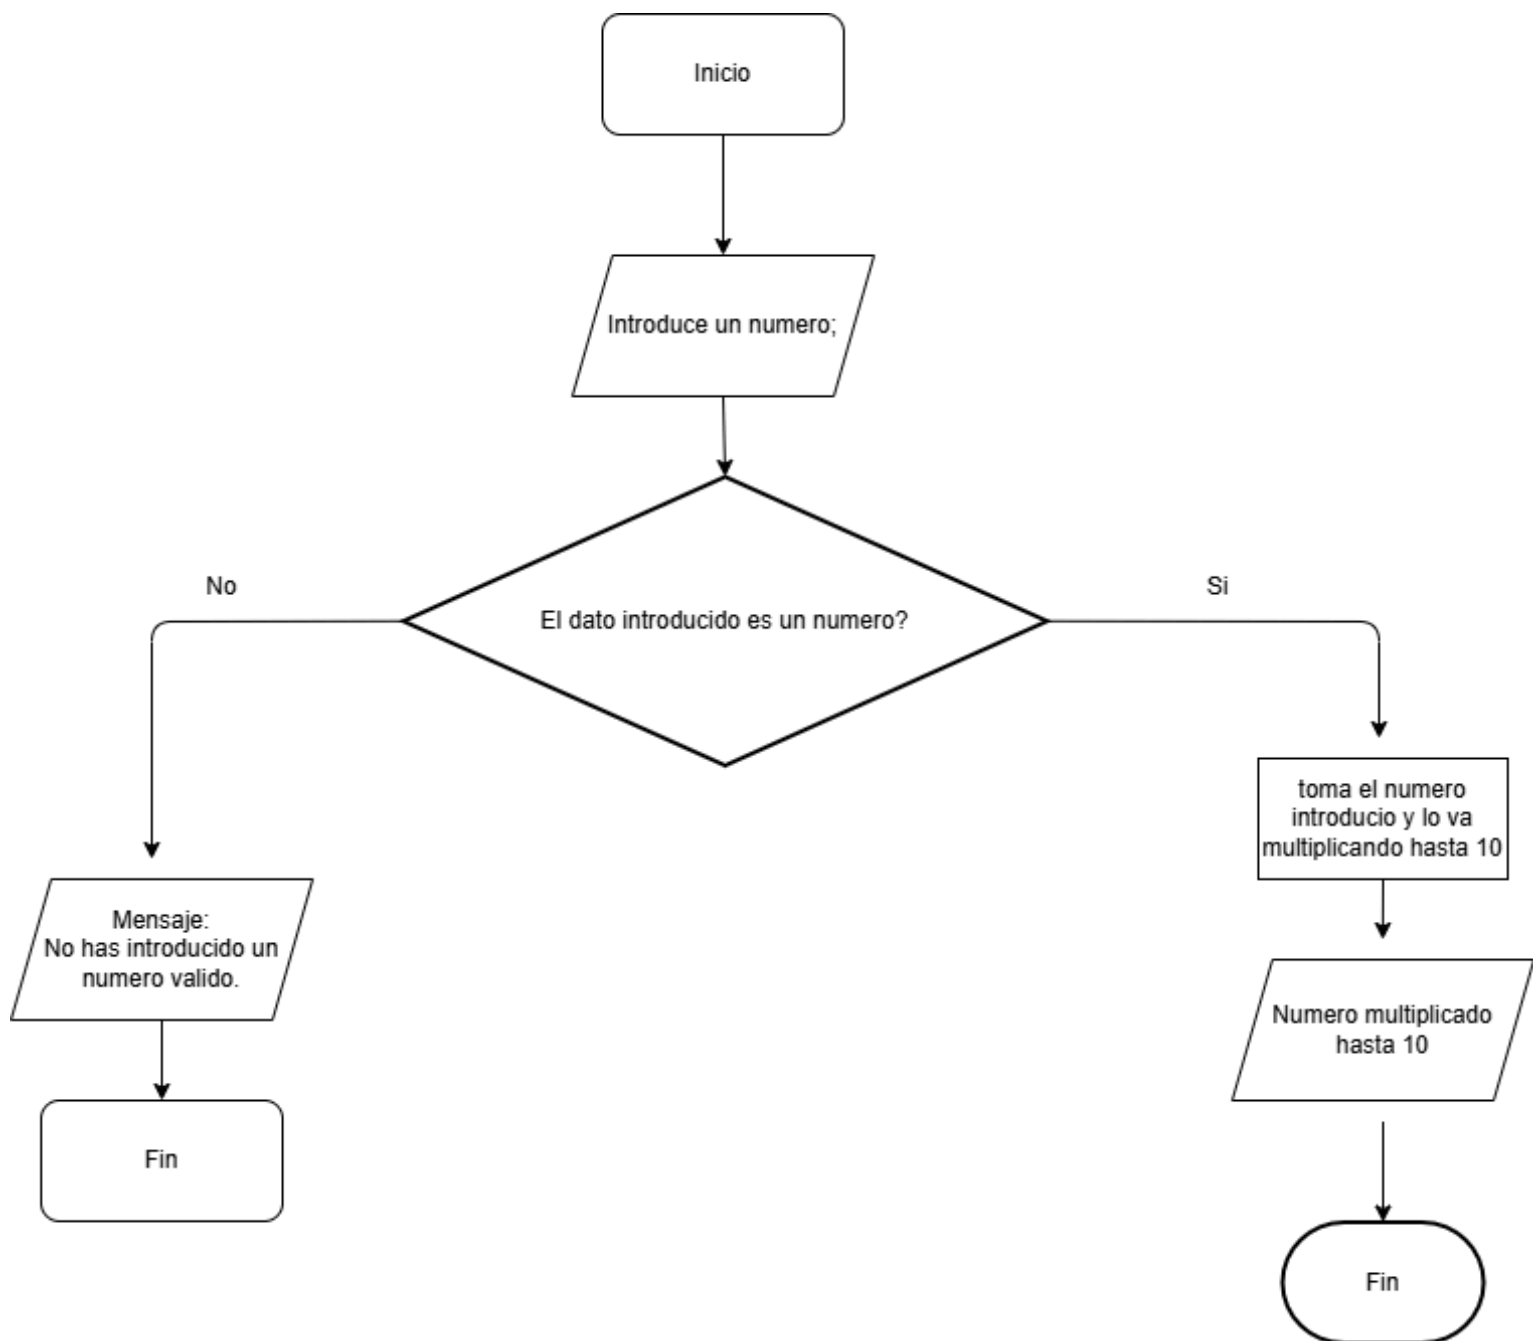 Inicio
Introduce un numero;
No
Si
El dato introducido es un numero?
toma el numero
introducio y lo va
multiplicando hasta 10
Mensaje:
No has introducido un
numero valido.
Numero multiplicado
hasta 10
Fin
Fin